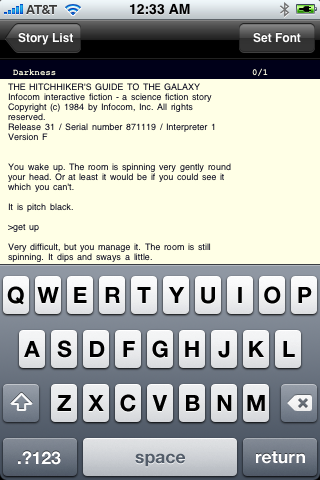 AT&T 12:33 AM
Story List Set Font
Darkness 0/1
THE HITCHHIKER'S GUIDE TO THE GALAXY
Infocom interactive fiction - a science fiction story
Copyright (c) 1984 by Infocom, Inc. All rights
reserved.
Release 31 / Serial number 871119 / Interpreter 1
Version F
You wake up. The room is spinning very gently round
your head. Or at least it would be if you could see it
which you can't.
It is pitch black.
>get up
Very difficult, but you manage it. The room is still
spinning. It dips and sways a little.
Q W E R T Y U I O P
A S D F G H J K L
Z X C V B N M
.?123 space return